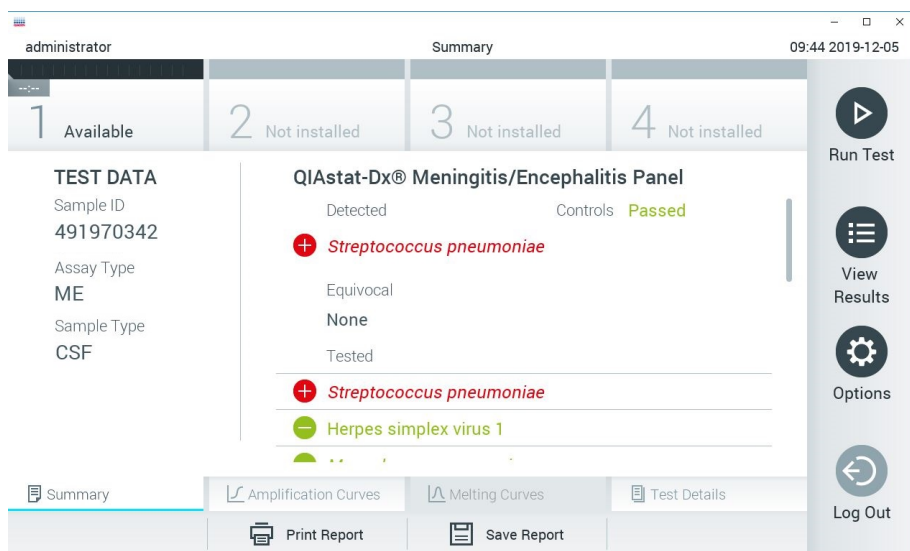 administrator Summary 09:44 2019-12-05
--:--
1 Available 2 Not installed 3 Not installed 4 Not installed
Run Test
TEST DATA
Sample ID
491970342
Assay Type
ME
Sample Type
CSF
QIAstat-Dx® Meningitis/Encephalitis Panel
Detected Controls Passed
Streptococcus pneumoniae
Equivocal
None
Tested
Streptococcus pneumoniae
Herpes simplex virus 1
View
Results
Options
Log Out
Summary Amplification Curves Melting Curves Test Details
Print Report Save Report